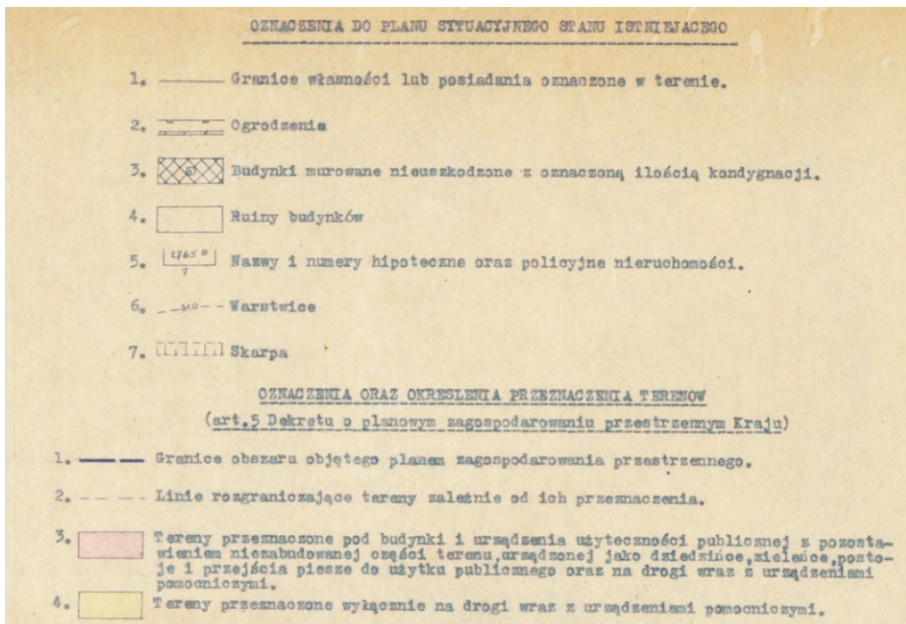 OZNACZENIA DO PLANU SYTUACYJNEGO STANU ISTNIEJACEGO
1. Granice własności lub posiadania oznaczone w terenie.
2. Ogrodzenia
3. Budynki murowane nieuszkodzone z oznaczoną ilością kondygnacji.
4. Ruiny budynków
5. 7 Nazwy i numery hipoteczne oraz policyjne nieruchomości.
6. Warstwice
7. Skarpa
OZNACZENIA ORAZ OKRESLENIA PRZEZNACZENIA TERENOW
(art.5 Dekretu o planowym zagospodarowaniu przestrzennym Kraju)
1. Granice obszaru objętego planem zagospodarowania przestrzennego.
2. Linie rozgraniczające tereny zależnie od ich przeznaczenia.
3. Tereny przeznaczone pod budynki i urządzenia użyteczności publicznej z pozosta-
wieniem niezabudowanej części terenu,urządzonej jako dziedzińce,zieleńce,posto-
je i przejścia piesze do użytku publicznego oraz na drogi wraz z urządzeniami
pomocniczymi.
4. Tereny przeznaczone wyłącznie na drogi wraz z urządzeniami pomocniczymi.